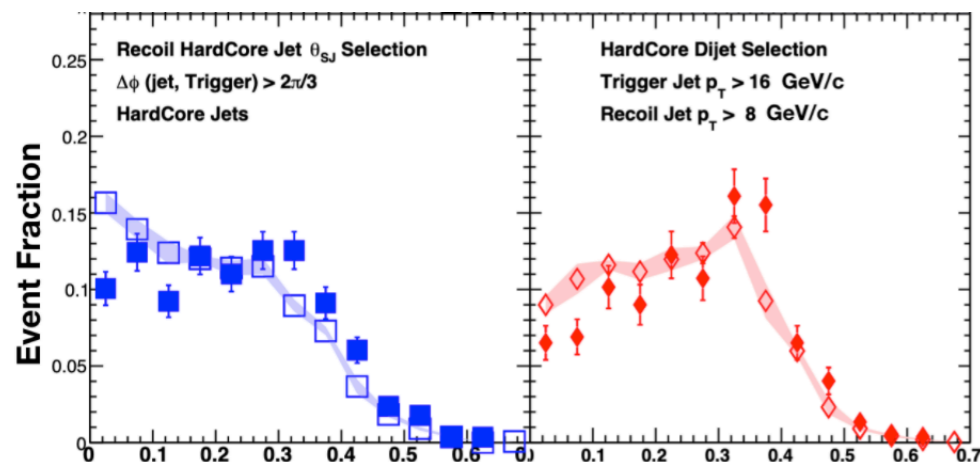 Recoil HardCore Jet θSJ Selection
Δϕ (jet, Trigger) > 2π/3
HardCore Jets
HardCore Dijet Selection
Trigger Jet pT > 16 GeV/c
Recoil Jet pT > 8 GeV/c
Event Fraction
0.25
0.2
0.15
0.1
0.05
0
0 0.1 0.2 0.3 0.4 0.5 0.6 0 0.1 0.2 0.3 0.4 0.5 0.6